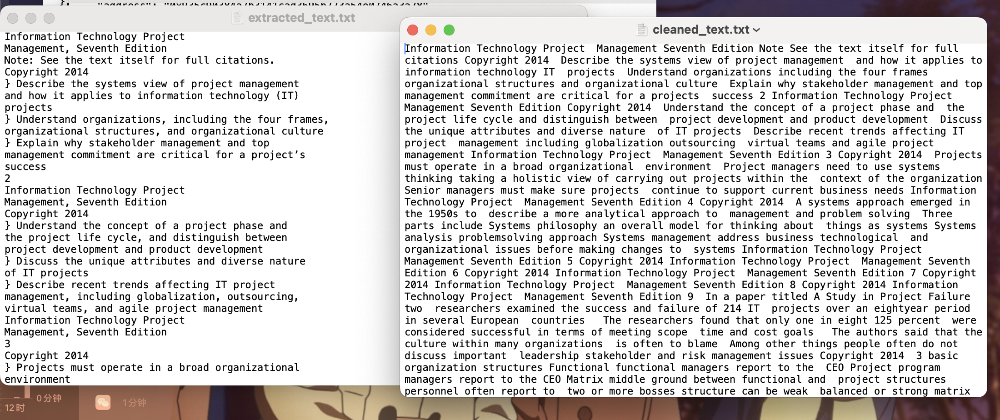 "address": "0x935c90384a7b3141cad3695b773a54e0746a3a78"
extracted_text.txt
Information Technology Project
Management, Seventh Edition
Note: See the text itself for full citations.
Copyright 2014
} Describe the systems view of project management
and how it applies to information technology (IT)
projects
} Understand organizations, including the four frames,
organizational structures, and organizational culture
} Explain why stakeholder management and top
management commitment are critical for a project’s
success
2
Information Technology Project
Management, Seventh Edition
Copyright 2014
} Understand the concept of a project phase and
the project life cycle, and distinguish between
project development and product development
} Discuss the unique attributes and diverse nature
of IT projects
} Describe recent trends affecting IT project
management, including globalization, outsourcing,
virtual teams, and agile project management
Information Technology Project
Management, Seventh Edition
3
Copyright 2014
} Projects must operate in a broad organizational
environment
cleaned_text.txt
Information Technology Project  Management Seventh Edition Note See the text itself for full
citations Copyright 2014  Describe the systems view of project management  and how it applies to
information technology IT  projects  Understand organizations including the four frames
organizational structures and organizational culture  Explain why stakeholder management and top
management commitment are critical for a projects  success 2 Information Technology Project
Management Seventh Edition Copyright 2014  Understand the concept of a project phase and  the
project life cycle and distinguish between  project development and product development  Discuss
the unique attributes and diverse nature  of IT projects  Describe recent trends affecting IT
project  management including globalization outsourcing  virtual teams and agile project
management Information Technology Project  Management Seventh Edition 3 Copyright 2014  Projects
must operate in a broad organizational  environment  Project managers need to use systems
thinking taking a holistic view of carrying out projects within the  context of the organization
Senior managers must make sure projects  continue to support current business needs Information
Technology Project  Management Seventh Edition 4 Copyright 2014  A systems approach emerged in
the 1950s to  describe a more analytical approach to  management and problem solving  Three
parts include Systems philosophy an overall model for thinking about  things as systems Systems
analysis problemsolving approach Systems management address business technological  and
organizational issues before making changes to  systems Information Technology Project
Management Seventh Edition 5 Copyright 2014 Information Technology Project  Management Seventh
Edition 6 Copyright 2014 Information Technology Project  Management Seventh Edition 7 Copyright
2014 Information Technology Project  Management Seventh Edition 8 Copyright 2014 Information
Technology Project  Management Seventh Edition 9  In a paper titled A Study in Project Failure
two  researchers examined the success and failure of 214 IT  projects over an eightyear period
in several European  countries   The researchers found that only one in eight 125 percent  were
considered successful in terms of meeting scope  time and cost goals   The authors said that the
culture within many organizations  is often to blame  Among other things people often do not
discuss important  leadership stakeholder and risk management issues Copyright 2014  3 basic
organization structures Functional functional managers report to the  CEO Project program
managers report to the CEO Matrix middle ground between functional and  project structures
personnel often report to  two or more bosses structure can be weak  balanced or strong matrix
0分钟
12时
1分钟